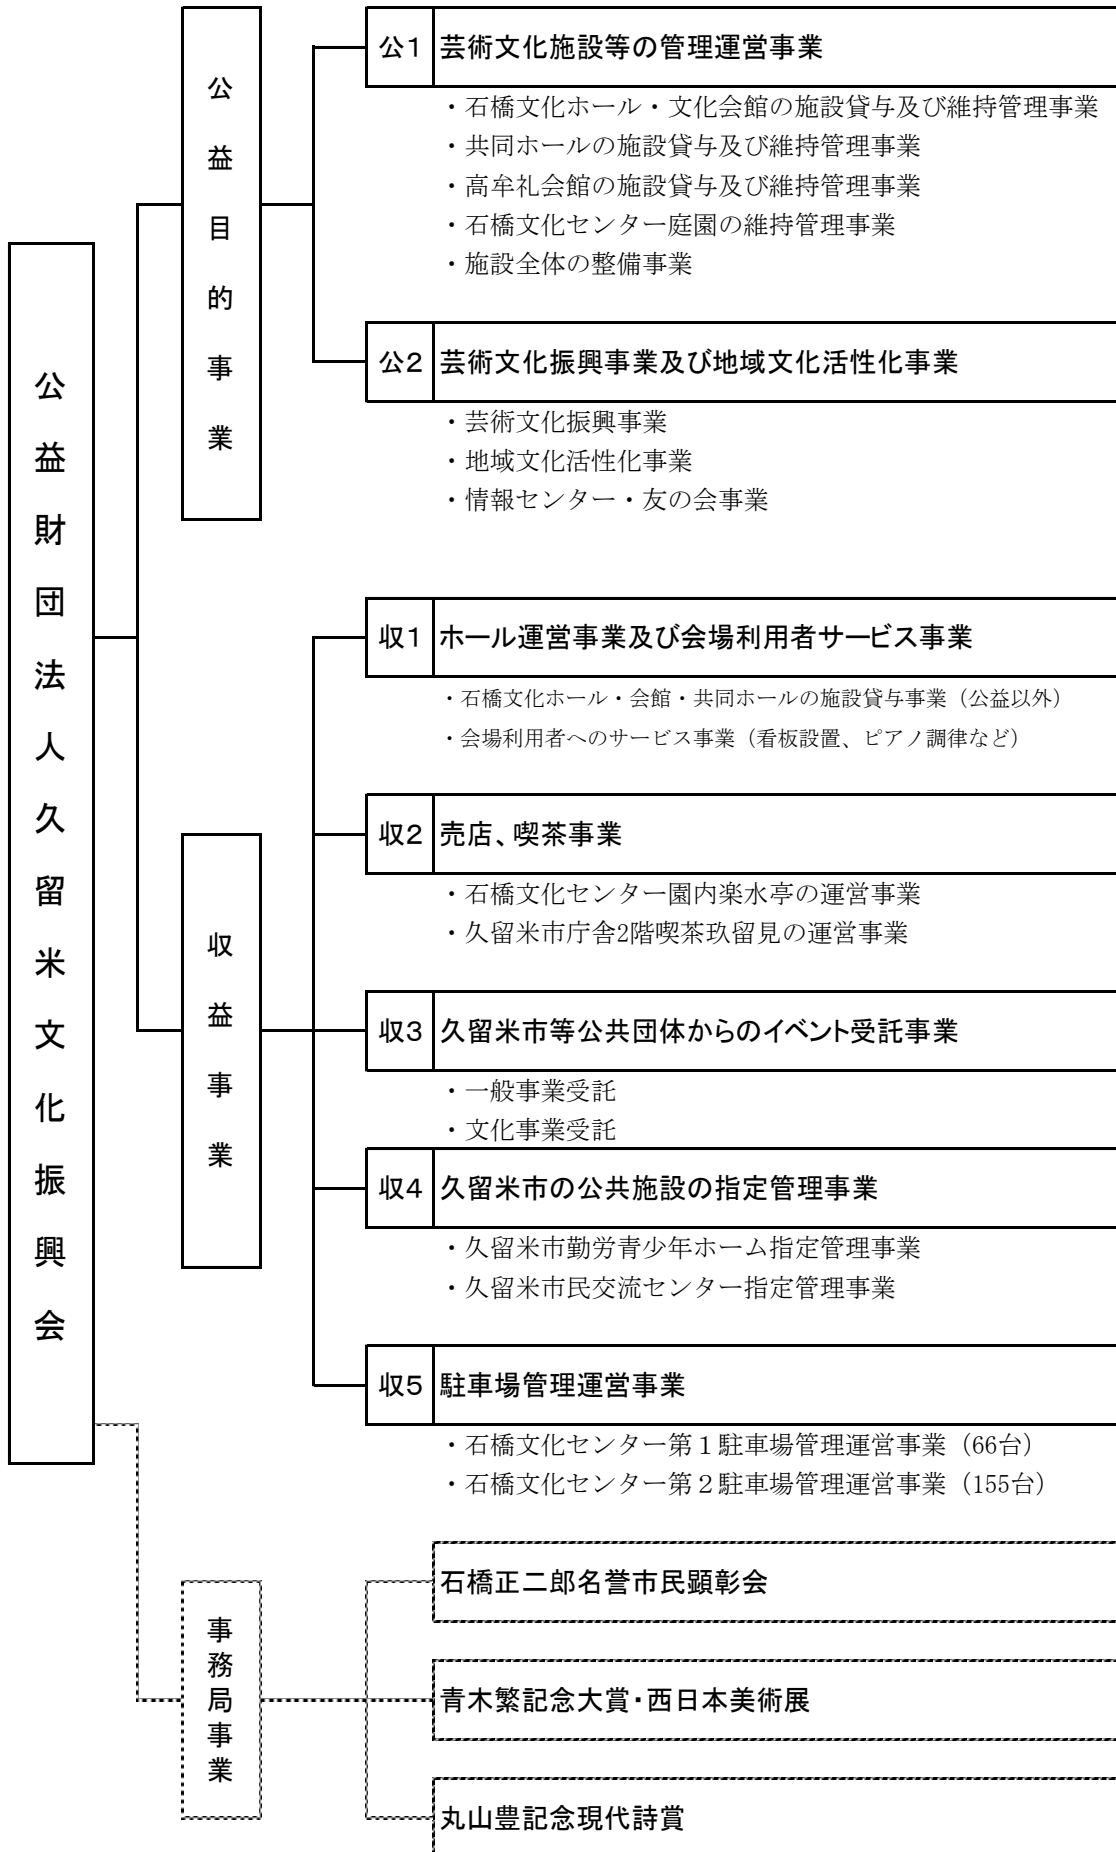 公益財団法人久留米文化振興会
公益目的事業
公1 芸術文化施設等の管理運営事業
・石橋文化ホール・文化会館の施設貸与及び維持管理事業
・共同ホールの施設貸与及び維持管理事業
・高牟礼会館の施設貸与及び維持管理事業
・石橋文化センター庭園の維持管理事業
・施設全体の整備事業
公2 芸術文化振興事業及び地域文化活性化事業
・芸術文化振興事業
・地域文化活性化事業
・情報センター・友の会事業
収益事業
収1 ホール運営事業及び会場利用者サービス事業
・石橋文化ホール・会館・共同ホールの施設貸与事業（公益以外）
・会場利用者へのサービス事業（看板設置、ピアノ調律など）
収2 売店、喫茶事業
・石橋文化センター園内楽水亭の運営事業
・久留米市庁舎2階喫茶玖留見の運営事業
収3 久留米市等公共団体からのイベント受託事業
・一般事業受託
・文化事業受託
収4 久留米市の公共施設の指定管理事業
・久留米市勤労青少年ホーム指定管理事業
・久留米市民交流センター指定管理事業
収5 駐車場管理運営事業
・石橋文化センター第１駐車場管理運営事業（66台）
・石橋文化センター第２駐車場管理運営事業（155台）
事務局事業
石橋正二郎名誉市民顕彰会
青木繁記念大賞・西日本美術展
丸山豊記念現代詩賞